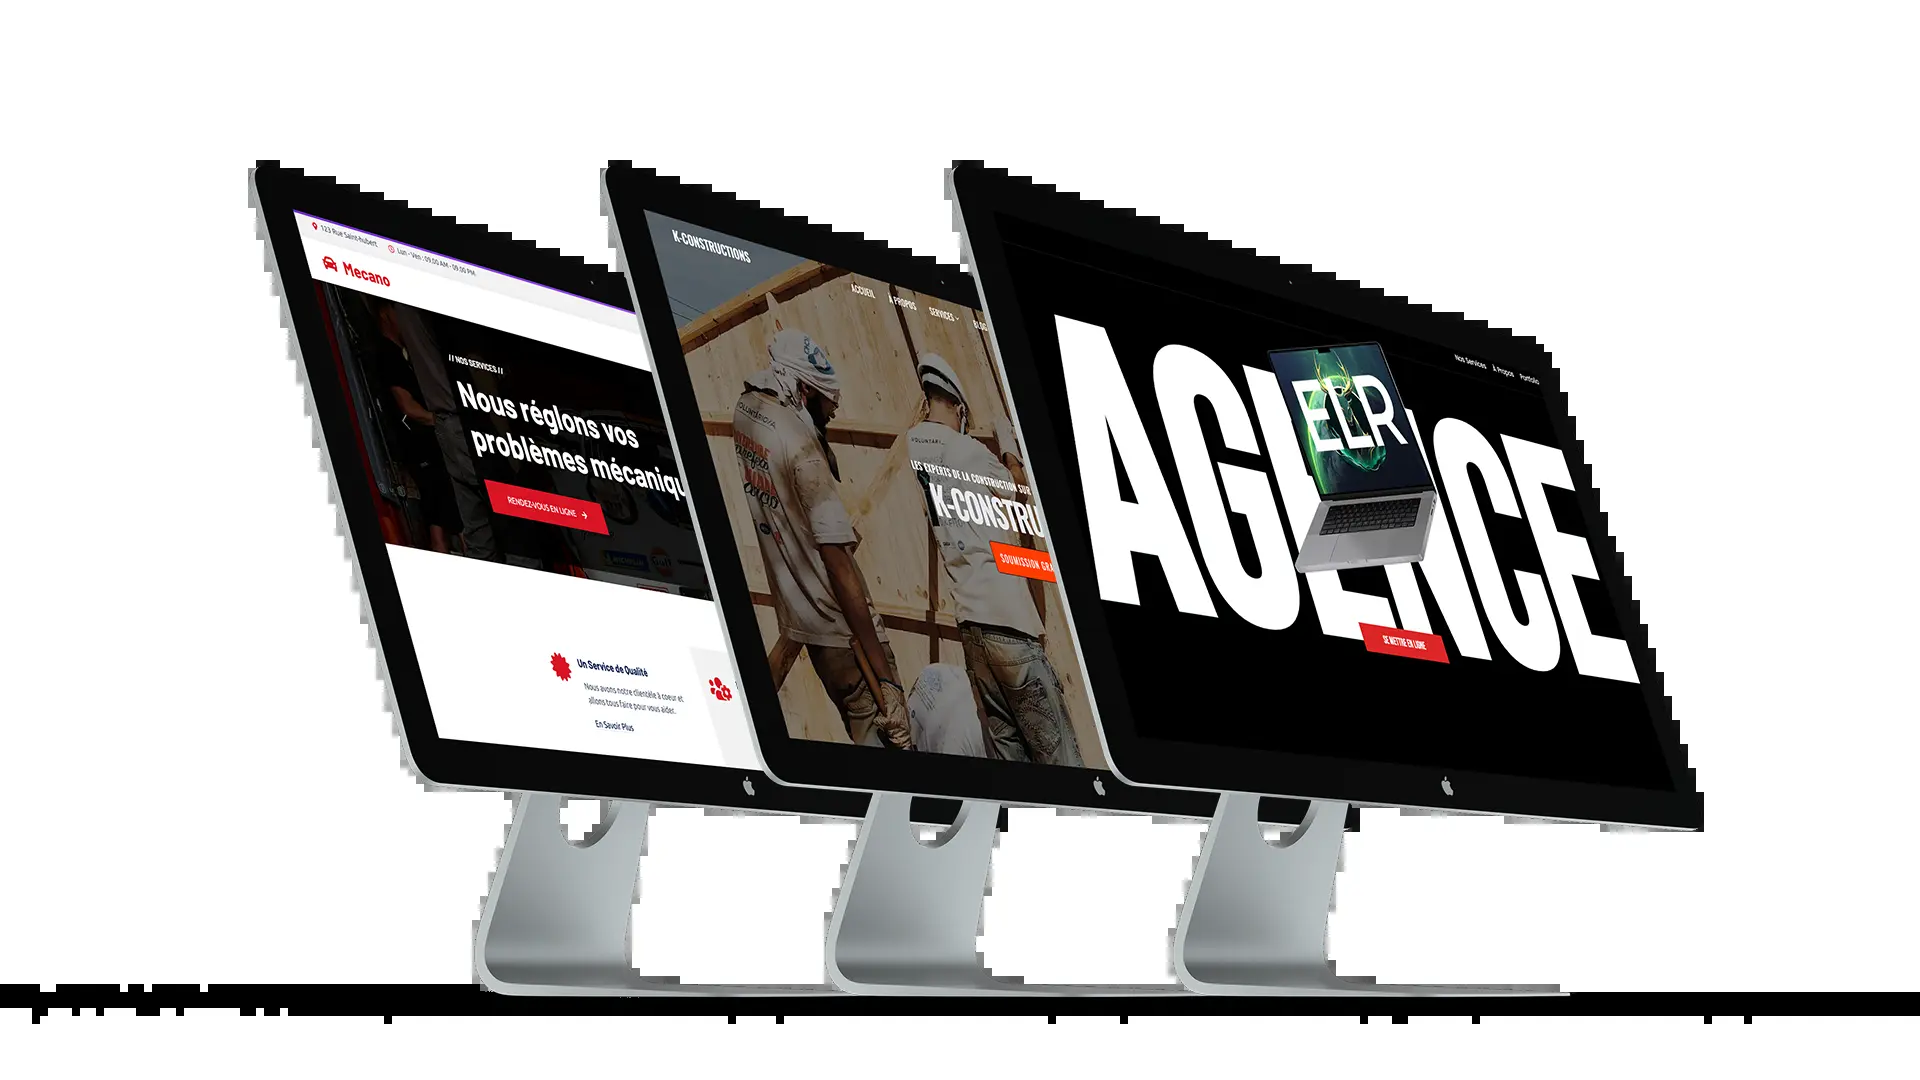 123 Rue Saint-hubert
Lun - Ven : 09.00 AM - 09.00 PM
Mecano
// NOS SERVICES //
Nous réglons vos
problèmes mécaniqu
RENDEZ-VOUS EN LIGNE
Un Service de Qualité
Nous avons notre clientèle à coeur et
allons tous faire pour vous aider.
En Savoir Plus
K-CONSTRUCTIONS
ACCUEIL
À PROPOS
SERVICES
BLOG
LES EXPERTS DE LA CONSTRUCTION SUR
K-CONSTRU
SOUMISSION GRA
Nos Services
À Propos
Portfolio
AGENCE
ELR
SE METTRE EN LIGNE